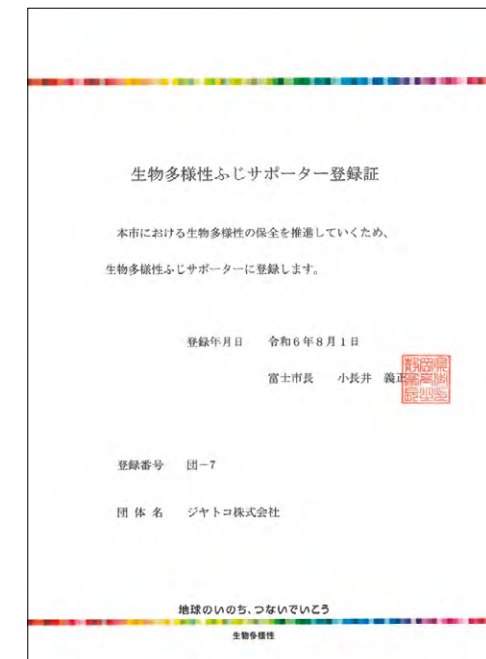 生物多様性ふじサポーター登録証
本市における生物多様性の保全を推進していくため、
生物多様性ふじサポーターに登録します。
登録年月日 令和6年8月1日
富士市長 小長井 義正
登録番号 団－7
団体名 ジヤトコ株式会社
地球のいのち、つないでいこう
生物多様性